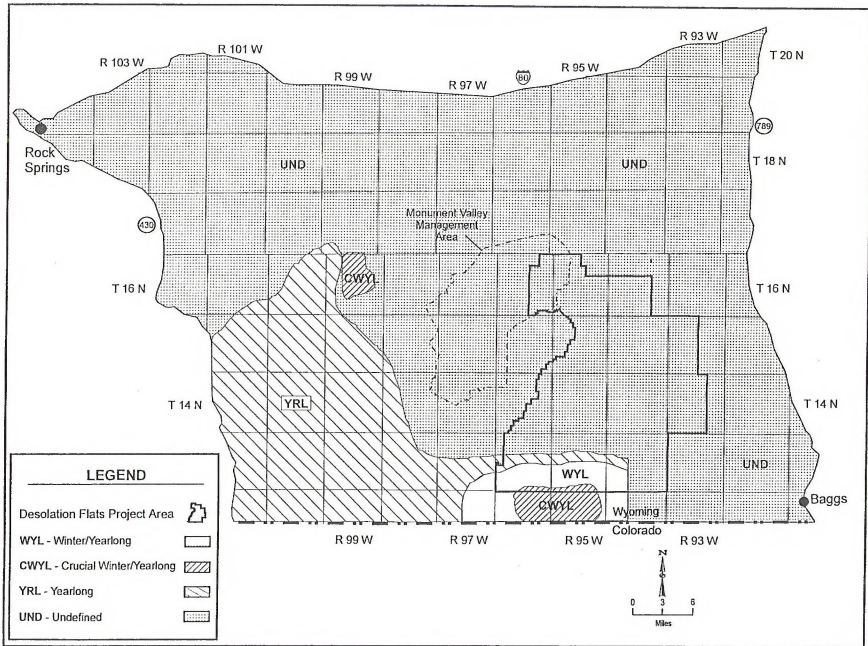 R 103 W
R 101 W
R 99 W
R 97 W
80
R 95 W
R 93 W
T 20 N
789
T 18 N
Rock
Springs
UND
UND
430
Monument Valley
Management
Area
CWYL
T 16 N
T 16 N
YRL
T 14 N
T 14 N
UND
WYL
CWYL
Baggs
Wyoming
Colorado
R 99 W
R 97 W
R 95 W
R 93 W
LEGEND
Desolation Flats Project Area
WYL - Winter/Yearlong
CWYL - Crucial Winter/Yearlong
YRL - Yearlong
UND - Undefined
N
0 3 6
Miles